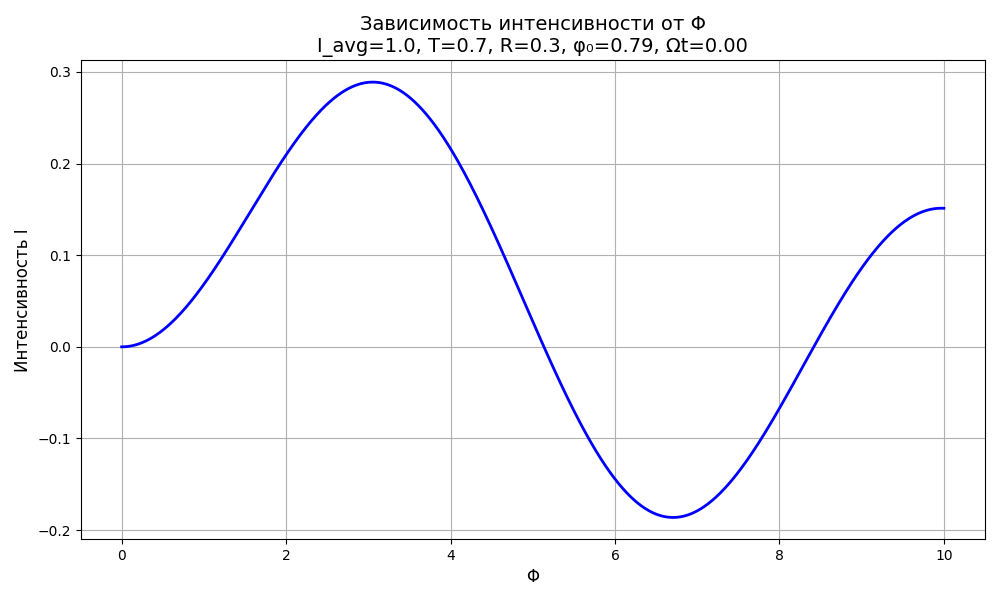 Зависимость интенсивности от Φ
I_avg=1.0, T=0.7, R=0.3, φ₀=0.79, Ωt=0.00
Интенсивность I
0.3
0.2
0.1
0.0
−0.1
−0.2
0 2 4 6 8 10
Φ